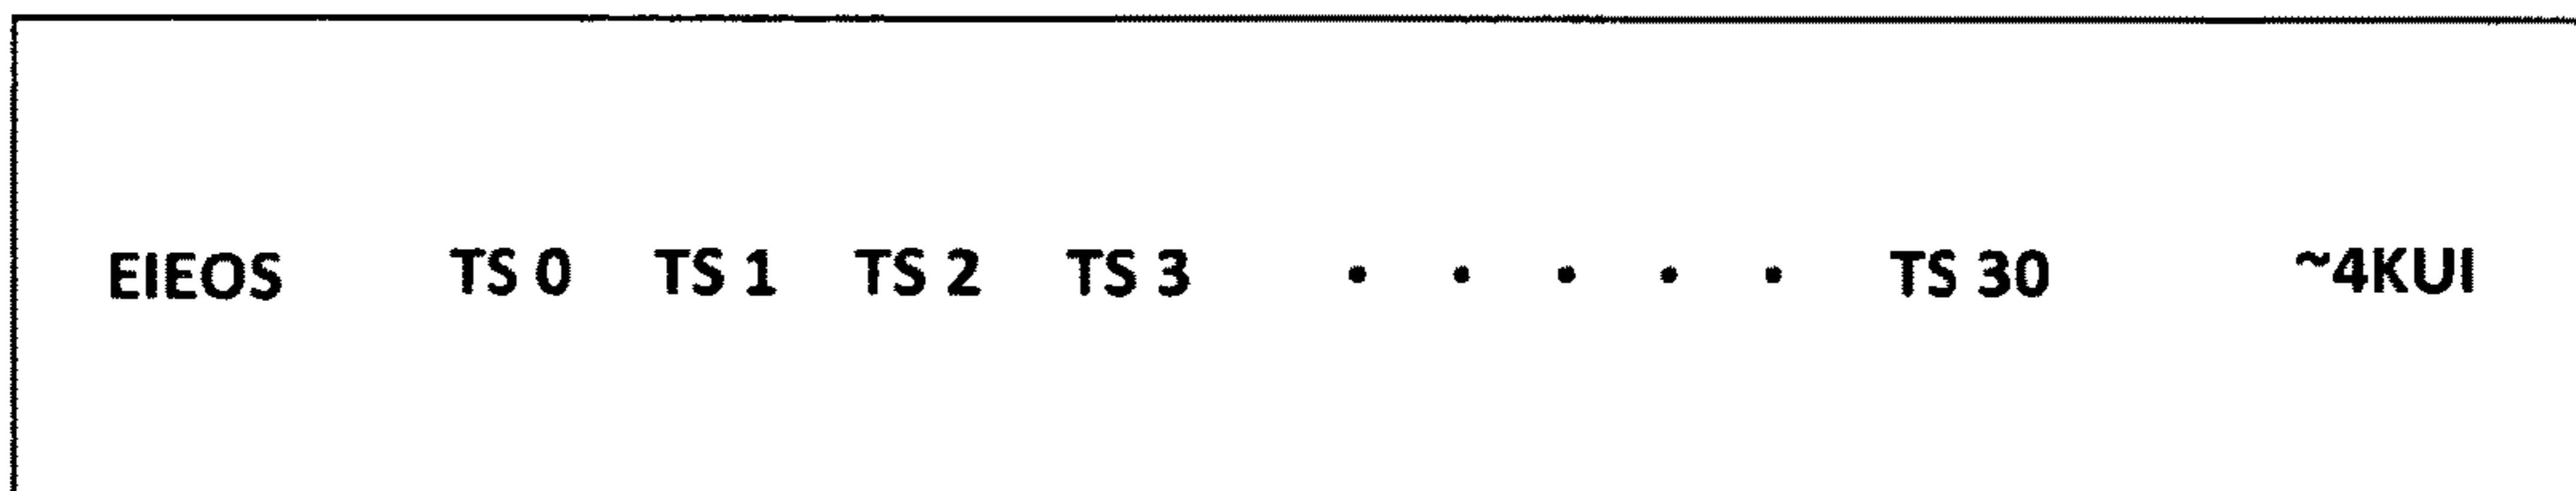 EIEOS TS 0 TS 1 TS 2 TS 3 • • • • • TS 30 ~4KUI